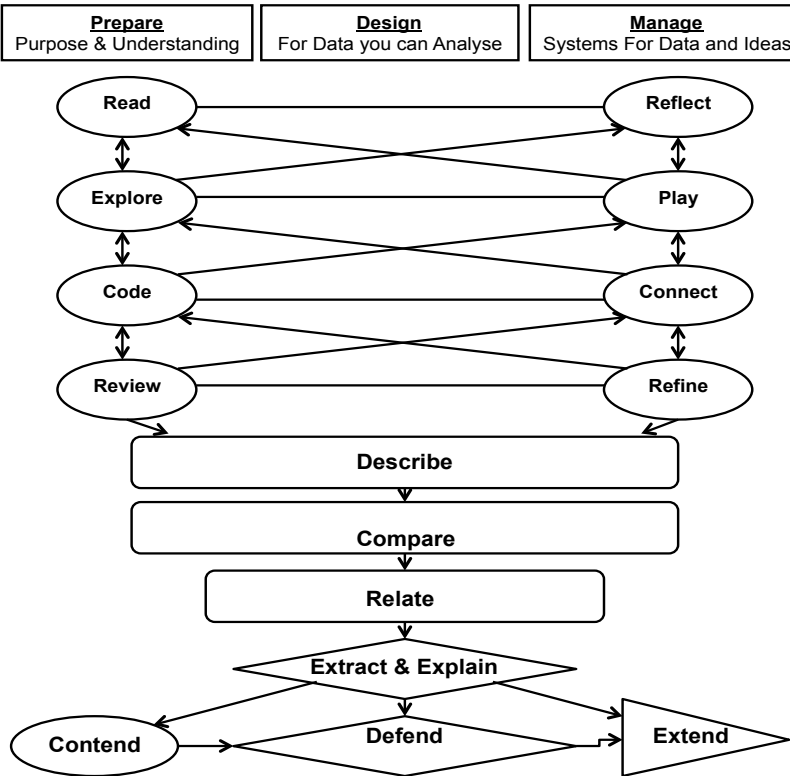 Prepare
Purpose & Understanding
Design
For Data you can Analyse
Manage
Systems For Data and Ideas
Read
Reflect
Explore
Play
Code
Connect
Review
Refine
Describe
Compare
Relate
Extract & Explain
Contend
Defend
Extend